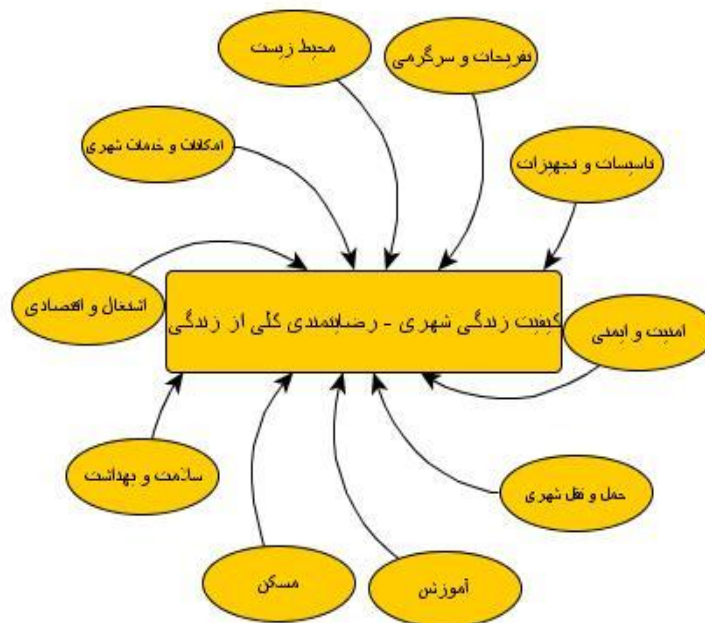 محیط زیست
تفریحات و سرگرمی
امکانات و خدمات شهری
تاسیسات و تجهیزات
اشتغال و اقتصادی
کیفیت زندگی شهری - رضایتمندی کلی از زندگی
امنیت و ایمنی
سلامت و بهداشت
حمل و نقل شهری
مسکن
آموزش